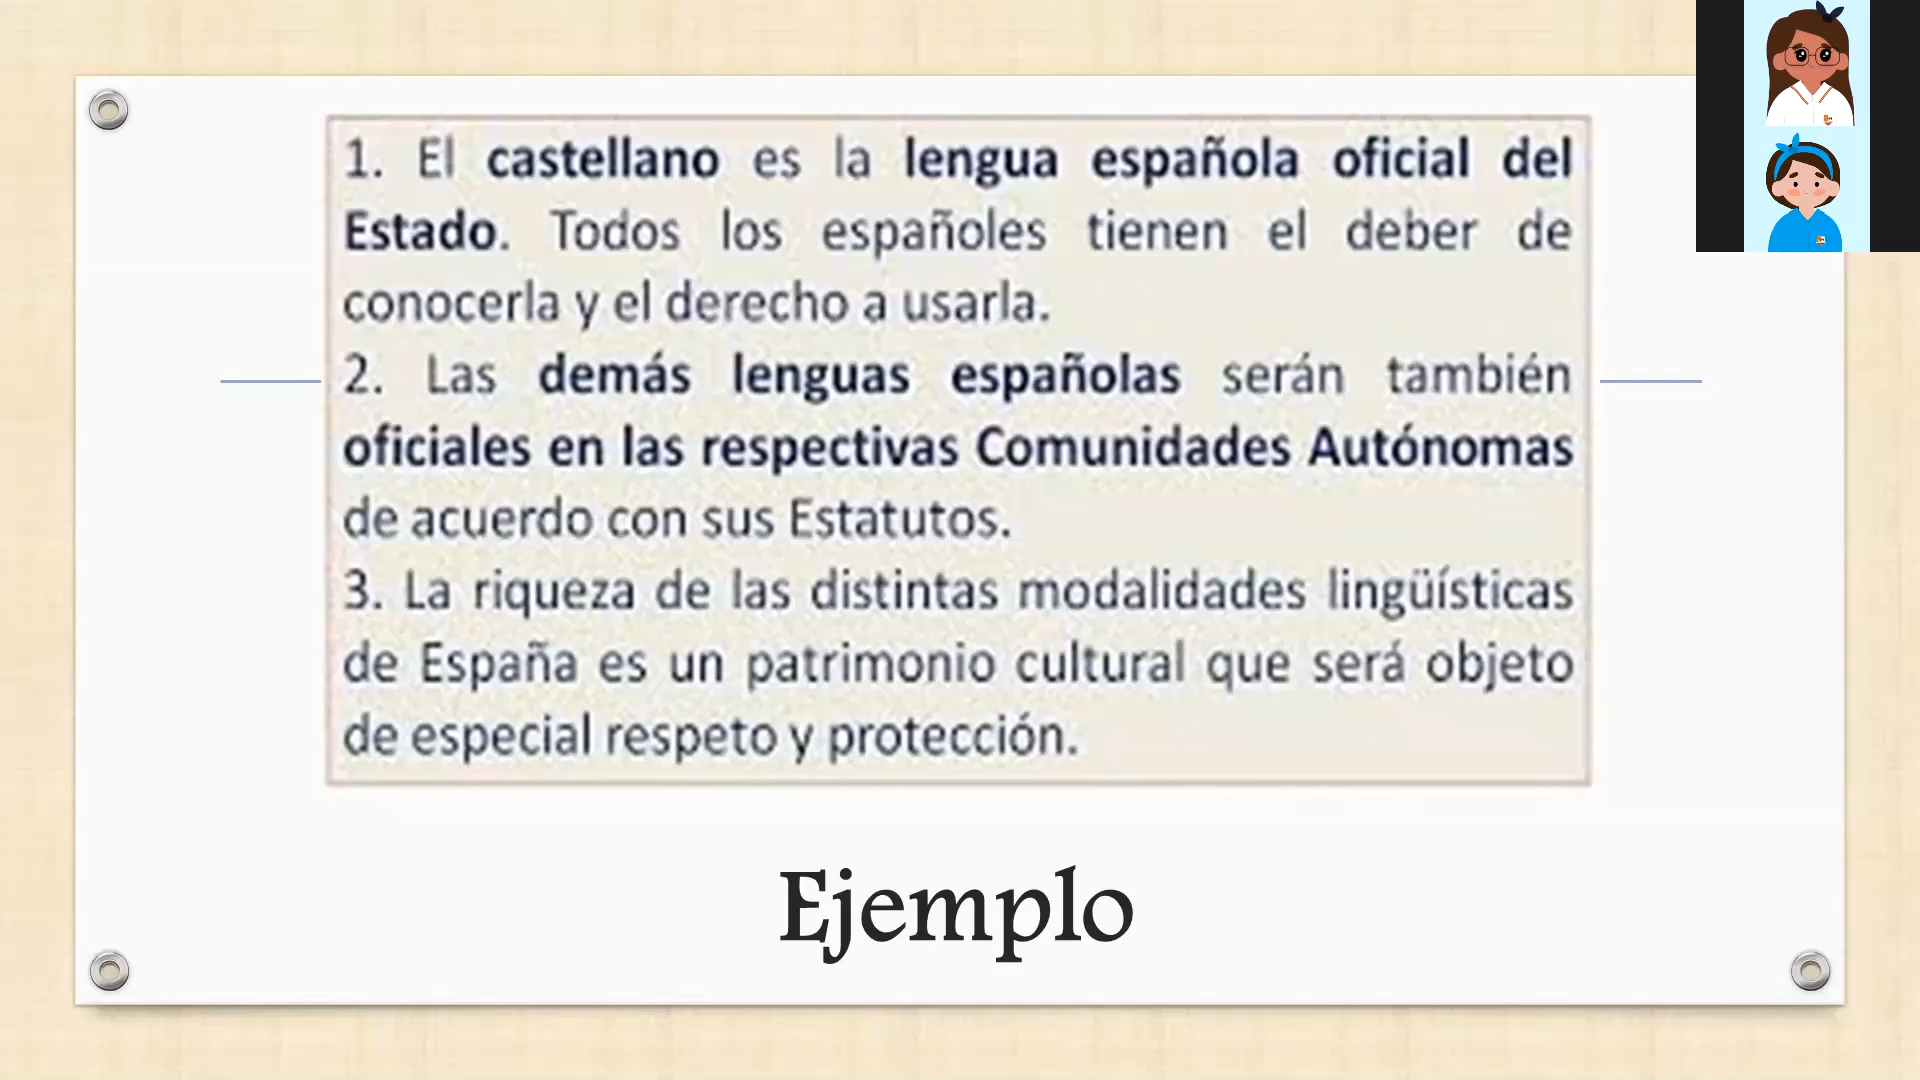 1. El castellano es la lengua española oficial del
Estado. Todos los españoles tienen el deber de
conocerla y el derecho a usarla.
2. Las demás lenguas españolas serán también
oficiales en las respectivas Comunidades Autónomas
de acuerdo con sus Estatutos.
3. La riqueza de las distintas modalidades lingüísticas
de España es un patrimonio cultural que será objeto
de especial respeto y protección.
Ejemplo